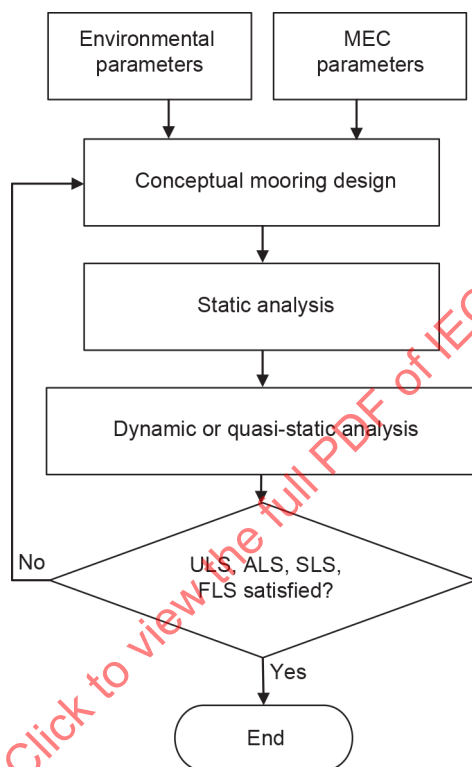 Environmental
parameters
MEC
parameters
Conceptual mooring design
Static analysis
Dynamic or quasi-static analysis
ULS, ALS, SLS,
FLS satisfied?
No
Yes
End
Click to view the full PDF of IEC